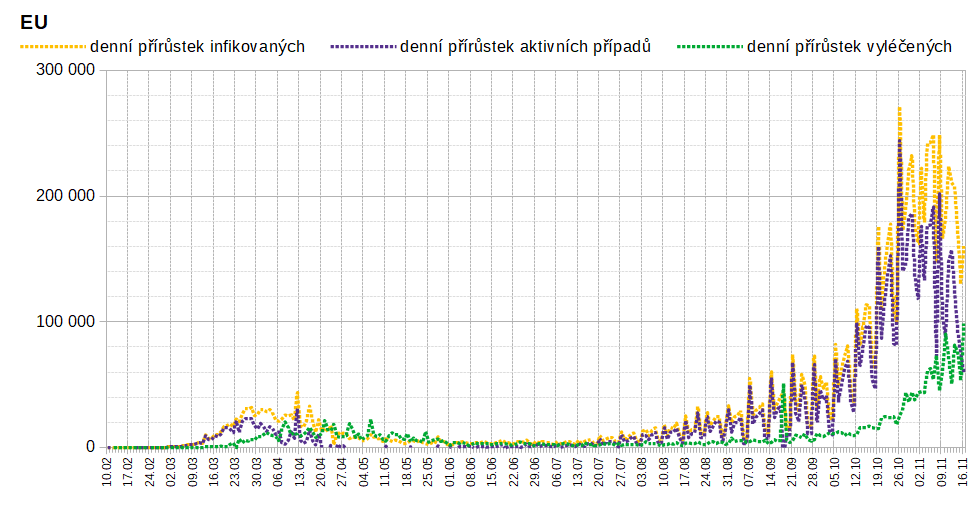 EU
denní přírůstek infikovaných denní přírůstek aktivních případů denní přírůstek vyléčených
300 000
200 000
100 000
0
10.02 17.02 24.02 02.03 09.03 16.03 23.03 30.03 06.04 13.04 20.04 27.04 04.05 11.05 18.05 25.05 01.06 08.06 15.06 22.06 29.06 06.07 13.07 20.07 27.07 03.08 10.08 17.08 24.08 31.08 07.09 14.09 21.09 28.09 05.10 12.10 19.10 26.10 02.11 09.11 16.11